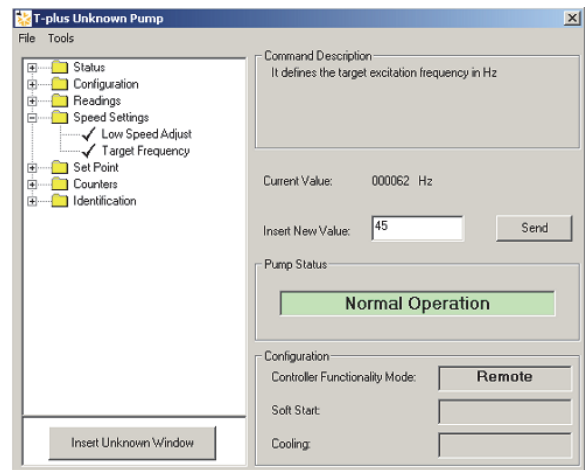 T-plus Unknown Pump
File Tools
Status
Configuration
Readings
Speed Settings
Low Speed Adjust
Target Frequency
Set Point
Counters
Identification
Insert Unknown Window
Command Description
It defines the target excitation frequency in Hz
Current Value: 000062 Hz
Insert New Value: 45 Send
Pump Status
Normal Operation
Configuration
Controller Functionality Mode: Remote
Soft Start:
Cooling: